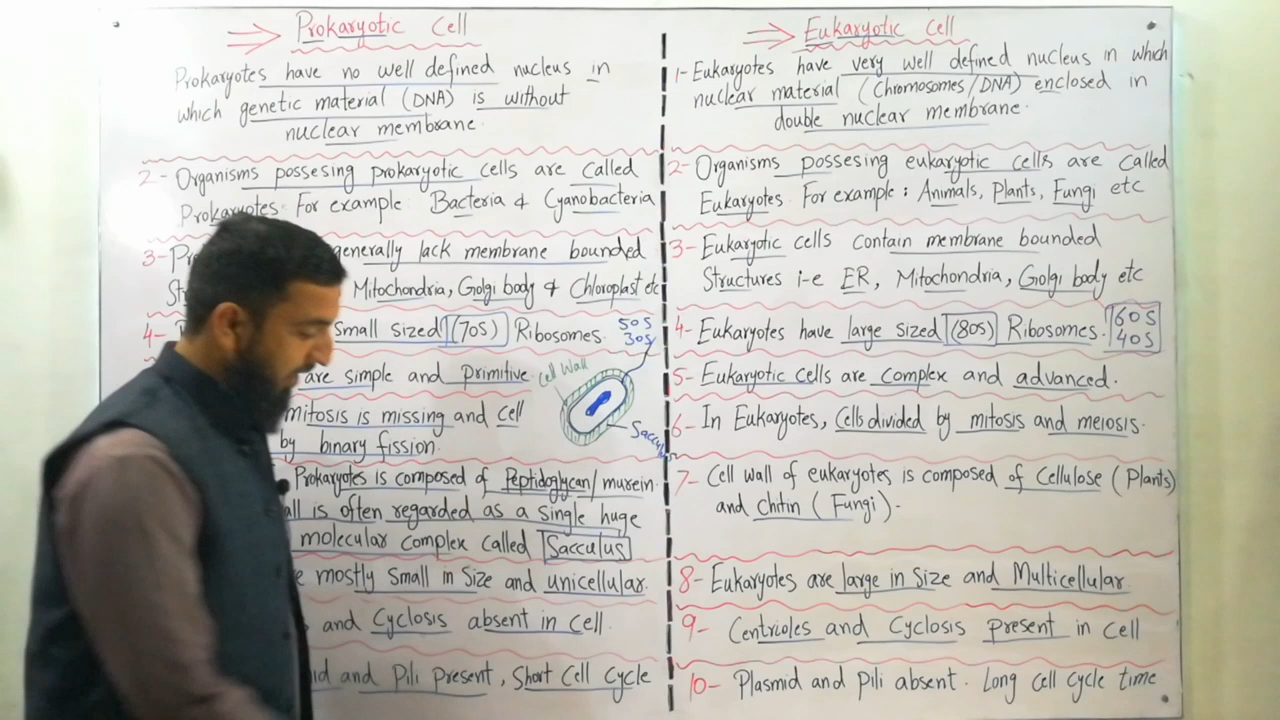 Prokaryotic Cell
Prokaryotes have no well defined nucleus in
which genetic material (DNA) is without
nuclear membrane.
2- Organisms possesing prokaryotic cells are called
Prokaryotes. For example: Bacteria & Cyanobacteria
3- generally lack membrane bounded
Mitochondria, Golgi body & Chloroplast etc
4- small sized (70S) Ribosomes. 50S
30S
are simple and primitive
Cell Wall
mitosis is missing and cell
by binary fission.
Sacculus
Prokaryotes is composed of Peptidoglycan/murein.
is often regarded as a single huge
molecular complex called Sacculus
mostly small in size and unicellular.
and Cyclosis absent in cell.
and Pili present, Short Cell Cycle
Eukaryotic Cell
1- Eukaryotes have very well defined nucleus in which
nuclear material (Chromosomes/DNA) enclosed in
double nuclear membrane.
2- Organisms possesing eukaryotic cells are called
Eukaryotes. For example: Animals, Plants, Fungi etc
3- Eukaryotic cells contain membrane bounded
Structures i-e ER, Mitochondria, Golgi body etc
4- Eukaryotes have large sized (80S) Ribosomes. 60S
40S
5- Eukaryotic cells are complex and advanced.
6- In Eukaryotes, Cells divided by mitosis and meiosis.
7- Cell wall of eukaryotes is composed of Cellulose (Plants)
and chitin (Fungi).
8- Eukaryotes are large in size and Multicellular.
9- Centrioles and Cyclosis present in cell
10- Plasmid and pili absent. Long cell cycle time